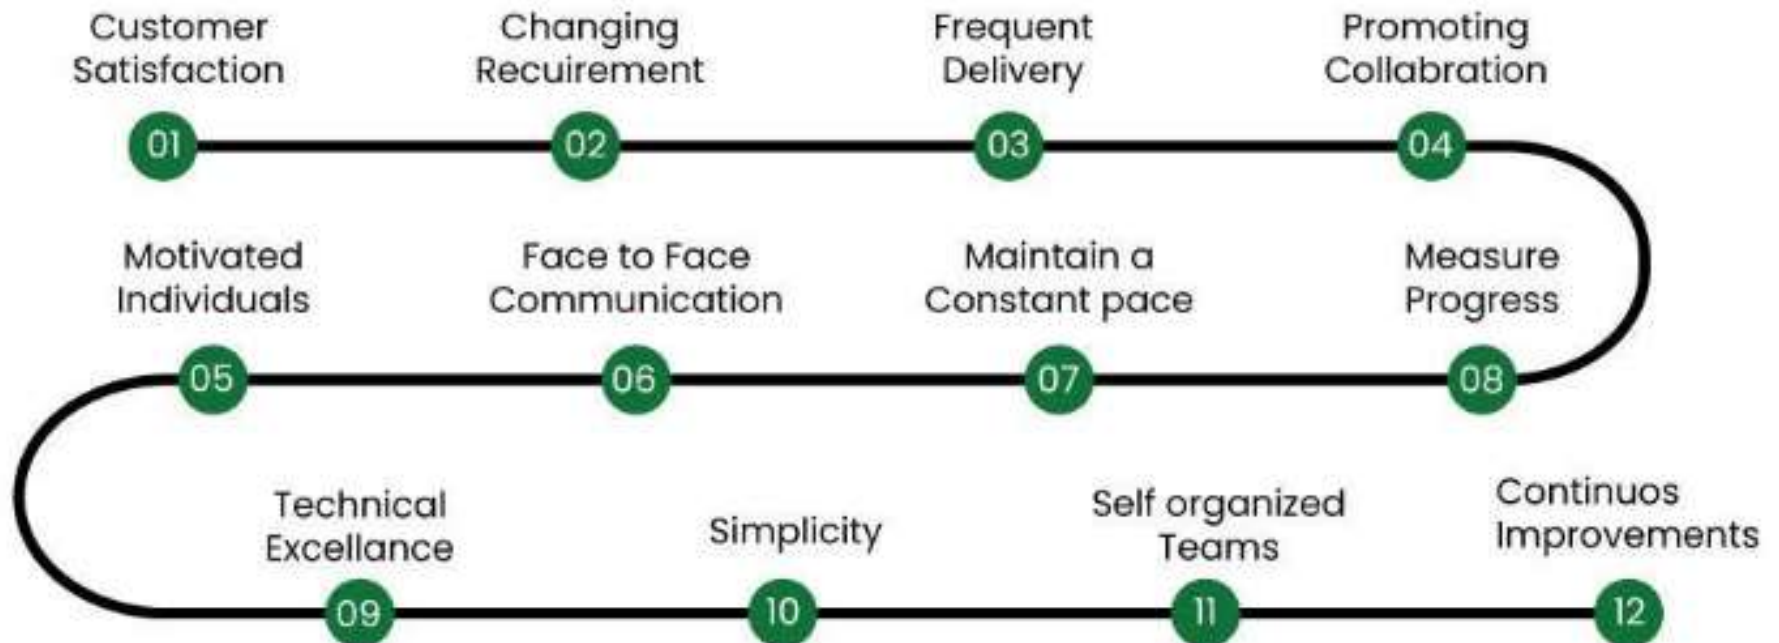 Customer
Satisfaction
01
Changing
Recuirement
02
Frequent
Delivery
03
Promoting
Collabration
04
Motivated
Individuals
05
Face to Face
Communication
06
Maintain a
Constant pace
07
Measure
Progress
08
Technical
Excellance
09
Simplicity
10
Self organized
Teams
11
Continuos
Improvements
12